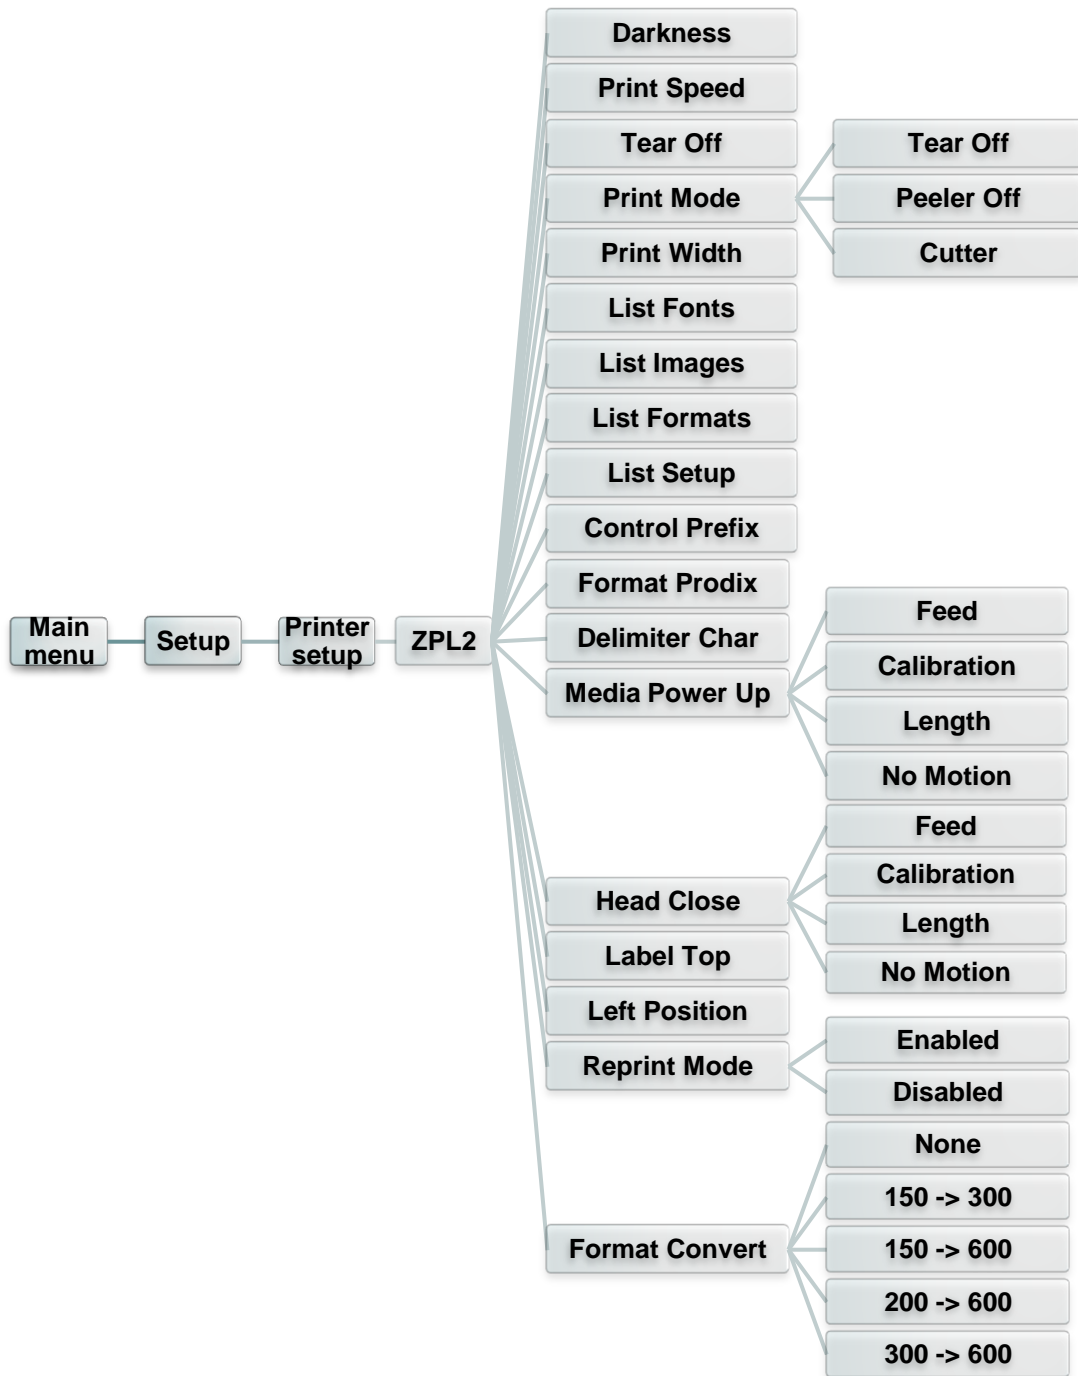 Main
menu
Setup
Printer
setup
ZPL2
Darkness
Print Speed
Tear Off
Print Mode
Tear Off
Peeler Off
Cutter
Print Width
List Fonts
List Images
List Formats
List Setup
Control Prefix
Format Prodix
Delimiter Char
Media Power Up
Feed
Calibration
Length
No Motion
Head Close
Feed
Calibration
Length
No Motion
Label Top
Left Position
Reprint Mode
Enabled
Disabled
Format Convert
None
150 -> 300
150 -> 600
200 -> 600
300 -> 600